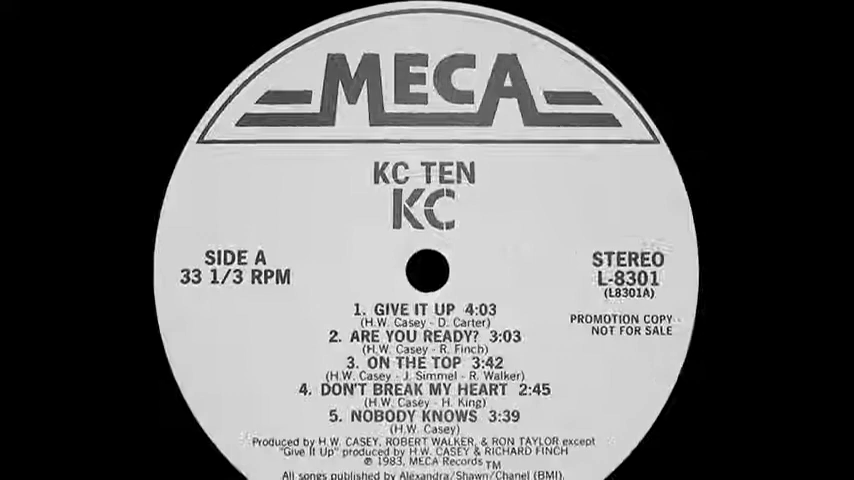 MECA
KC TEN
KC
SIDE A
33 1/3 RPM
STEREO
L-8301
(L8301A)
PROMOTION COPY
NOT FOR SALE
1. GIVE IT UP 4:03
(H.W. Casey - D. Carter)
2. ARE YOU READY? 3:03
(H.W. Casey - R. Finch)
3. ON THE TOP 3:42
(H.W. Casey - J. Simmel - R. Walker)
4. DON'T BREAK MY HEART 2:45
(H.W. Casey - H. King)
5. NOBODY KNOWS 3:39
(H.W. Casey)
Produced by H.W. CASEY, ROBERT WALKER, & RON TAYLOR except
"Give It Up" produced by H.W. CASEY & RICHARD FINCH
℗ 1983, MECA Records TM
All songs published by Alexandra/Shawn/Chanel (BMI).